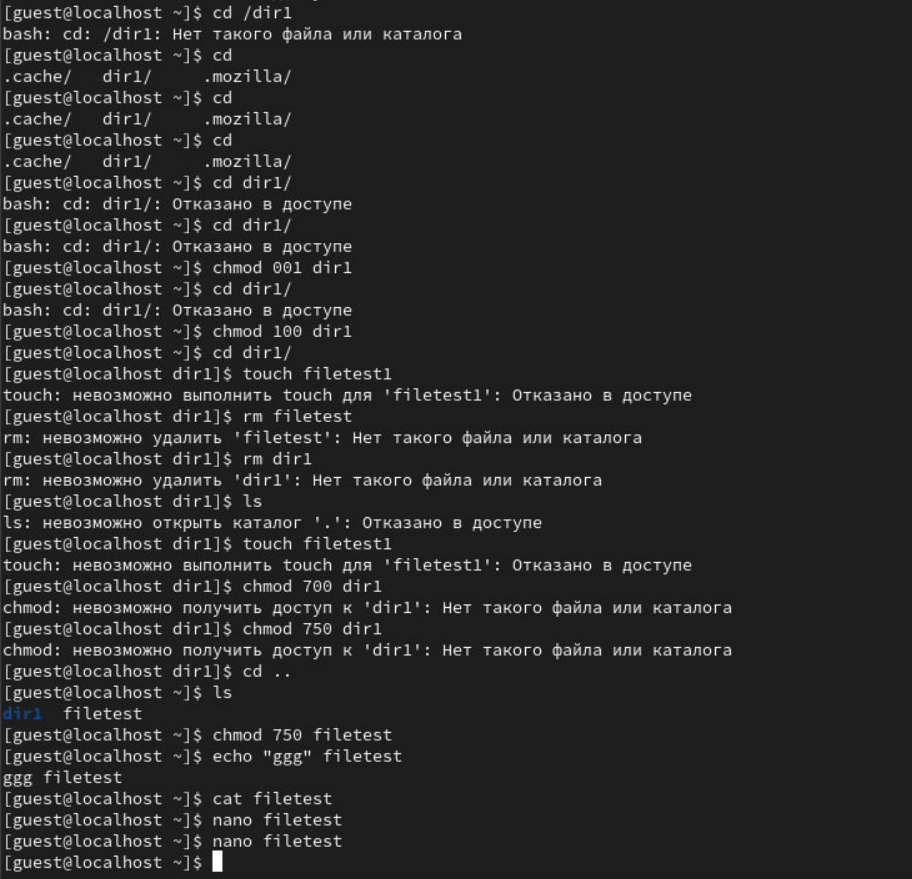 [guest@localhost ~]$ cd /dir1
bash: cd: /dir1: Нет такого файла или каталога
[guest@localhost ~]$ cd
.cache/   dir1/     .mozilla/
[guest@localhost ~]$ cd
.cache/   dir1/     .mozilla/
[guest@localhost ~]$ cd
.cache/   dir1/     .mozilla/
[guest@localhost ~]$ cd dir1/
bash: cd: dir1/: Отказано в доступе
[guest@localhost ~]$ cd dir1/
bash: cd: dir1/: Отказано в доступе
[guest@localhost ~]$ chmod 001 dir1
[guest@localhost ~]$ cd dir1/
bash: cd: dir1/: Отказано в доступе
[guest@localhost ~]$ chmod 100 dir1
[guest@localhost ~]$ cd dir1/
[guest@localhost dir1]$ touch filetest1
touch: невозможно выполнить touch для 'filetest1': Отказано в доступе
[guest@localhost dir1]$ rm filetest
rm: невозможно удалить 'filetest': Нет такого файла или каталога
[guest@localhost dir1]$ rm dir1
rm: невозможно удалить 'dir1': Нет такого файла или каталога
[guest@localhost dir1]$ ls
ls: невозможно открыть каталог '.': Отказано в доступе
[guest@localhost dir1]$ touch filetest1
touch: невозможно выполнить touch для 'filetest1': Отказано в доступе
[guest@localhost dir1]$ chmod 700 dir1
chmod: невозможно получить доступ к 'dir1': Нет такого файла или каталога
[guest@localhost dir1]$ chmod 750 dir1
chmod: невозможно получить доступ к 'dir1': Нет такого файла или каталога
[guest@localhost dir1]$ cd ..
[guest@localhost ~]$ ls
dir1  filetest
[guest@localhost ~]$ chmod 750 filetest
[guest@localhost ~]$ echo "ggg" filetest
ggg filetest
[guest@localhost ~]$ cat filetest
[guest@localhost ~]$ nano filetest
[guest@localhost ~]$ nano filetest
[guest@localhost ~]$